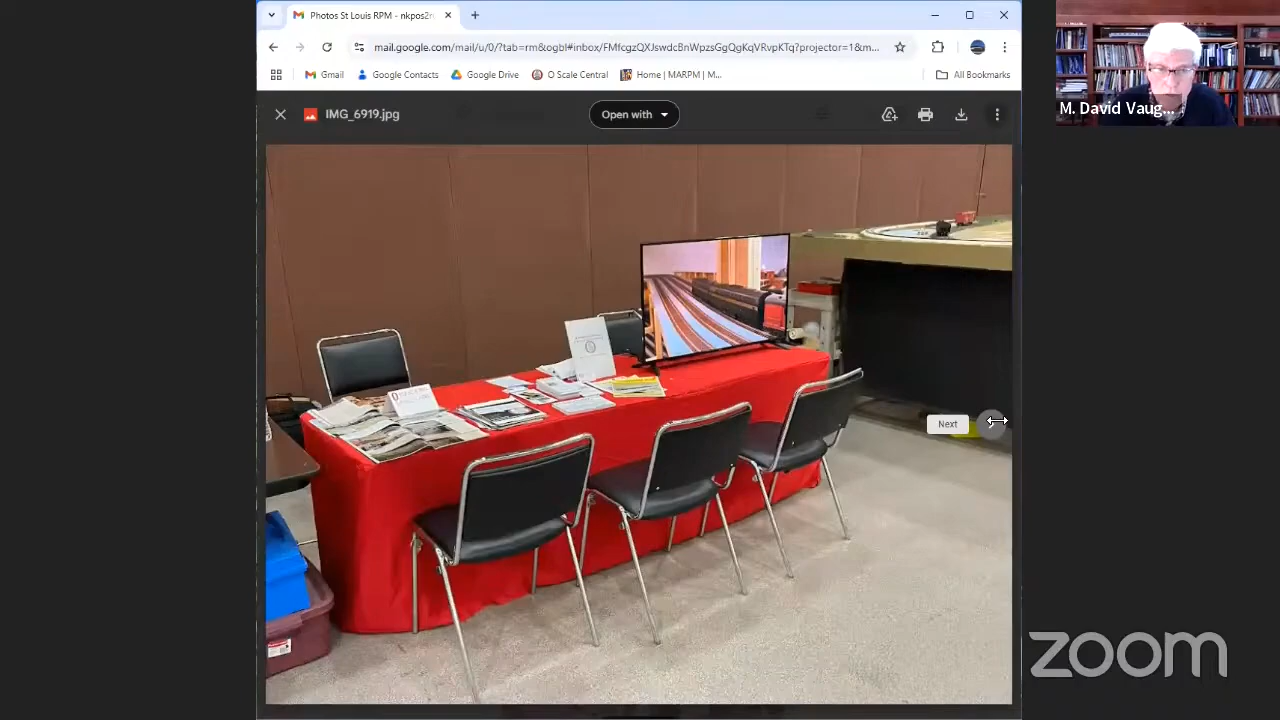 Photos St Louis RPM - nkpos2r
mail.google.com/mail/u/0/?tab=rm&ogbl#inbox/FMfcgzQXJswdcBnWpzsGgQgKqVRvpKTq?projector=1&m...
Gmail
Google Contacts
Google Drive
O Scale Central
Home | MARPM | M...
All Bookmarks
M. David Vaug...
IMG_6919.jpg
Open with
Next
zoom